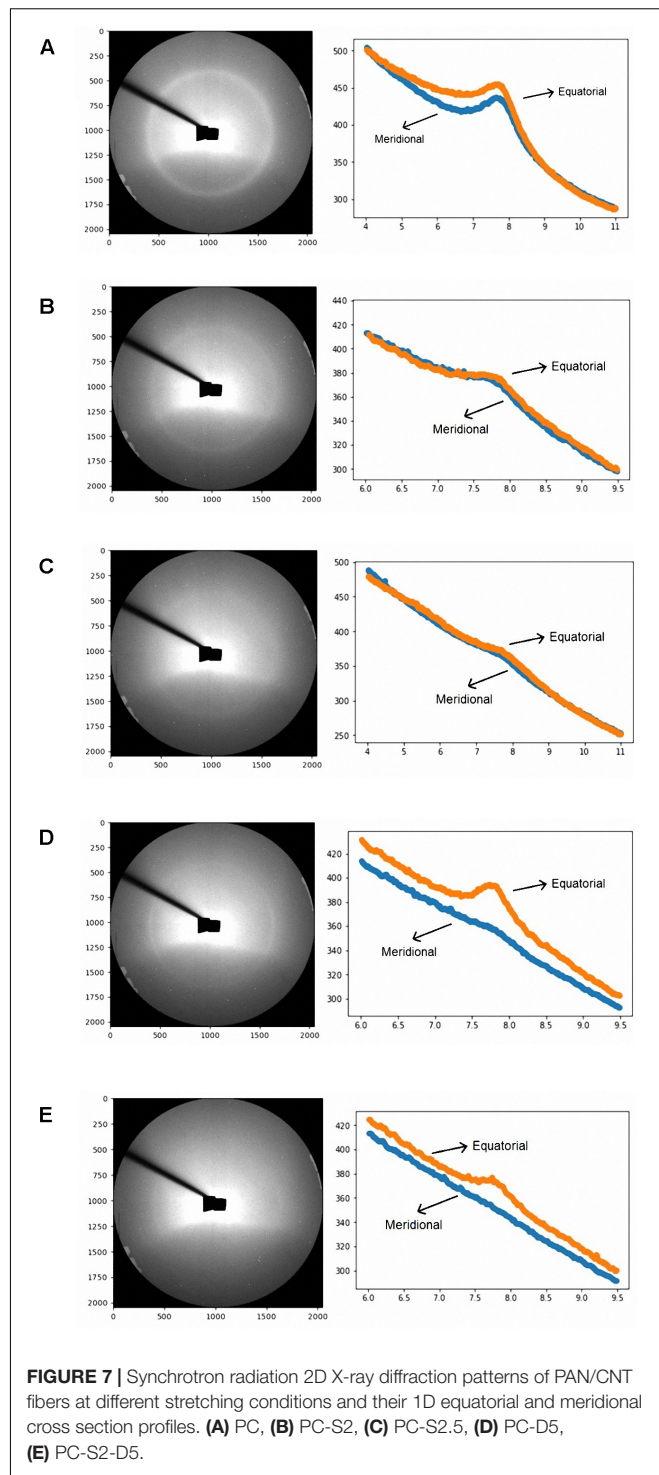 A
0
250
500
750
1000
1250
1500
1750
2000
0 500 1000 1500 2000
500
450
400
350
300
4 5 6 7 8 9 10 11
Equatorial
Meridional
B
0
250
500
750
1000
1250
1500
1750
2000
0 500 1000 1500 2000
440
420
400
380
360
340
320
300
6.0 6.5 7.0 7.5 8.0 8.5 9.0 9.5
Equatorial
Meridional
C
0
250
500
750
1000
1250
1500
1750
2000
0 500 1000 1500 2000
500
450
400
350
300
250
4 5 6 7 8 9 10 11
Equatorial
Meridional
D
0
250
500
750
1000
1250
1500
1750
2000
0 500 1000 1500 2000
420
400
380
360
340
320
300
6.0 6.5 7.0 7.5 8.0 8.5 9.0 9.5
Equatorial
Meridional
E
0
250
500
750
1000
1250
1500
1750
2000
0 500 1000 1500 2000
420
400
380
360
340
320
300
6.0 6.5 7.0 7.5 8.0 8.5 9.0 9.5
Equatorial
Meridional
FIGURE 7 | Synchrotron radiation 2D X-ray diffraction patterns of PAN/CNT
fibers at different stretching conditions and their 1D equatorial and meridional
cross section profiles. (A) PC, (B) PC-S2, (C) PC-S2.5, (D) PC-D5,
(E) PC-S2-D5.